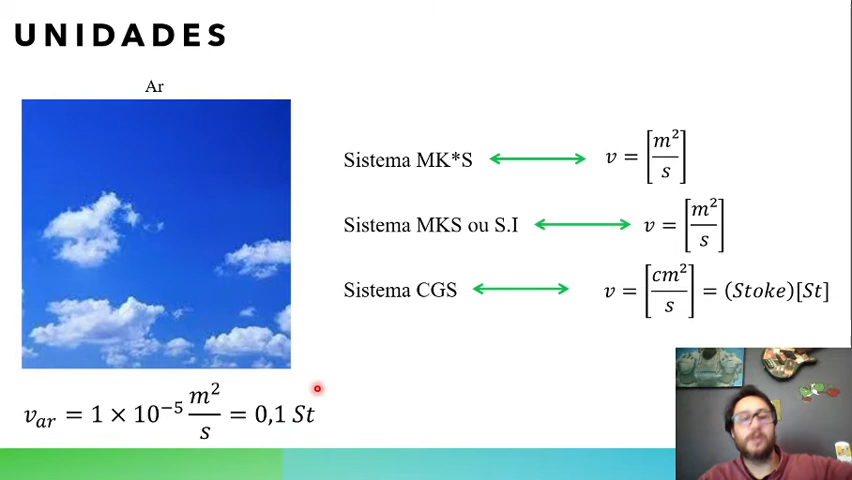 UNIDADES
Ar
Sistema MK*S v = [m²/s]
Sistema MKS ou S.I v = [m²/s]
Sistema CGS v = [cm²/s] = (Stoke)[St]
v_ar = 1 × 10⁻⁵ m²/s = 0,1 St